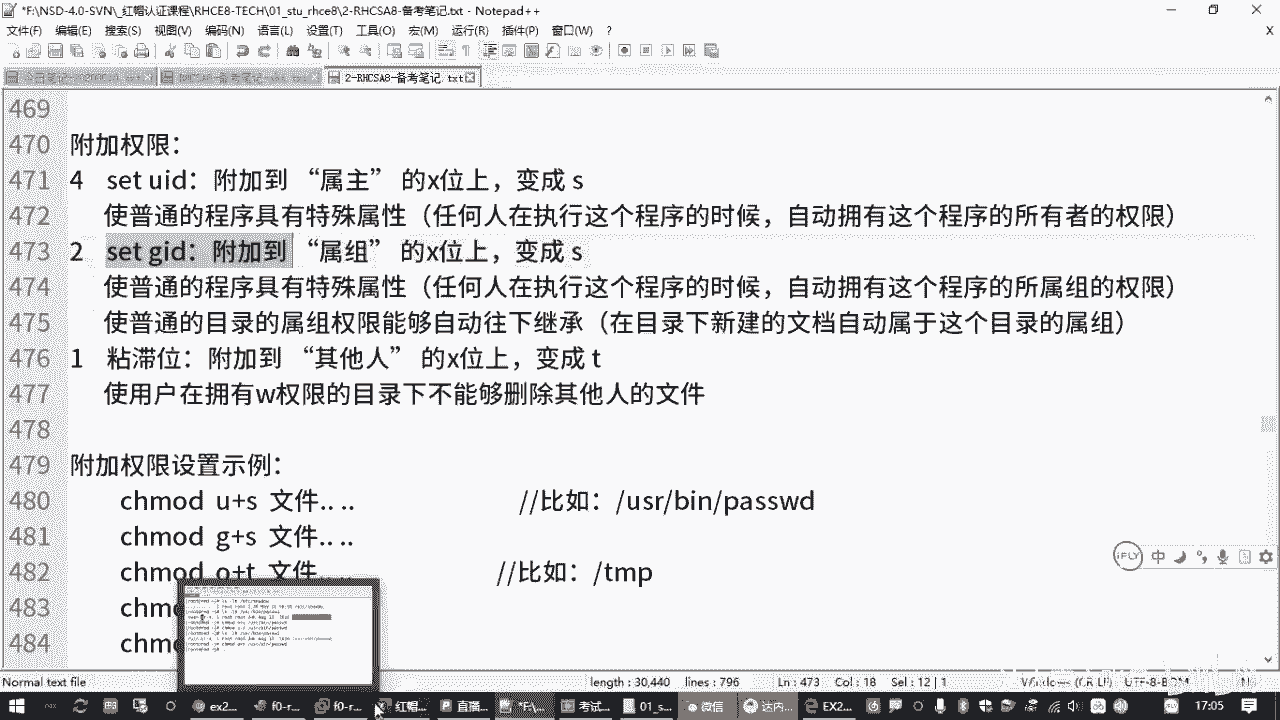 *F:\NSD-4.0-SVN\_红帽认证课程\RHCE8-TECH\01_stu_rhce8\2-RHCSA8-备考笔记.txt - Notepad++
文件(F) 编辑(E) 搜索(S) 视图(V) 编码(N) 语言(L) 设置(T) 工具(O) 宏(M) 运行(R) 插件(P) 窗口(W) ? X
2-RHCSA8-备考笔记.txt
469
470 附加权限：
471 4 set uid：附加到 “属主” 的x位上，变成 s
472 使普通的程序具有特殊属性（任何人在执行这个程序的时候，自动拥有这个程序的所有者的权限）
473 2 set gid：附加到 “属组” 的x位上，变成 s
474 使普通的程序具有特殊属性（任何人在执行这个程序的时候，自动拥有这个程序的所属组的权限）
475 使普通的目录的属组权限能够自动往下继承（在目录下新建的文档自动属于这个目录的属组）
476 1 粘滞位：附加到 “其他人” 的x位上，变成 t
477 使用户在拥有w权限的目录下不能够删除其他人的文件
478
479 附加权限设置示例：
480 chmod u+s 文件.. .. //比如：/usr/bin/passwd
481 chmod g+s 文件.. ..
482 chmod o+t 文件.. .. //比如：/tmp
483 chm
484 chm
iFLY 中
Normal text file length : 30,440 lines : 796 Ln : 473 Col : 18 Sel : 12 | 1 Windows (CR LF) UTF-8-BOM
ex2... f0-r... f0-r... 红帽... 直... *F:\... 考试... 01_s... 微信 达内... EX2... 17:05